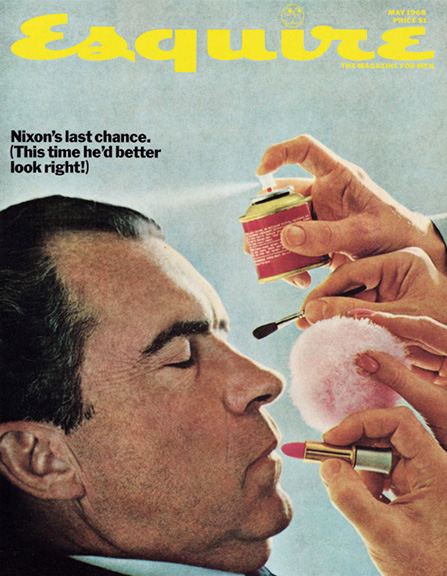 MAY 1968
PRICE $1
Esquire
THE MAGAZINE FOR MEN
Nixon's last chance.
(This time he'd better
look right!)